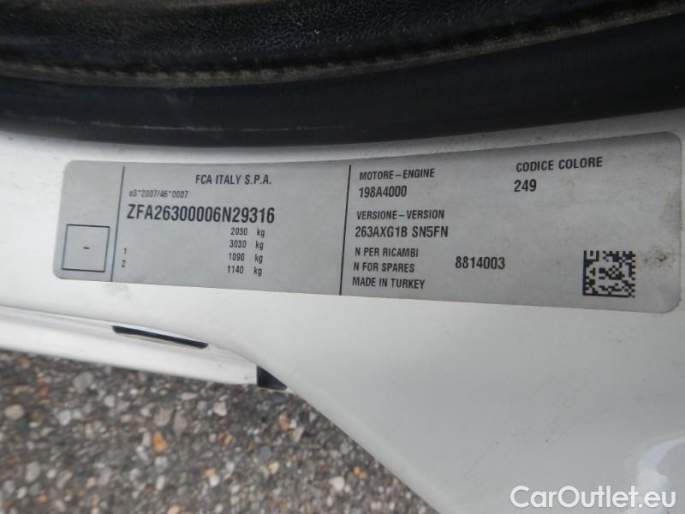 FCA ITALY S.P.A.
e3*2007/46*0007
ZFA26300006N29316
2030 kg
3030 kg
1 1090 kg
2 1140 kg
-
MOTORE-ENGINE
198A4000
VERSIONE-VERSION
263AXG1B SN5FN
N PER RICAMBI
N FOR SPARES 8814003
MADE IN TURKEY
CODICE COLORE
249
CarOutlet.eu